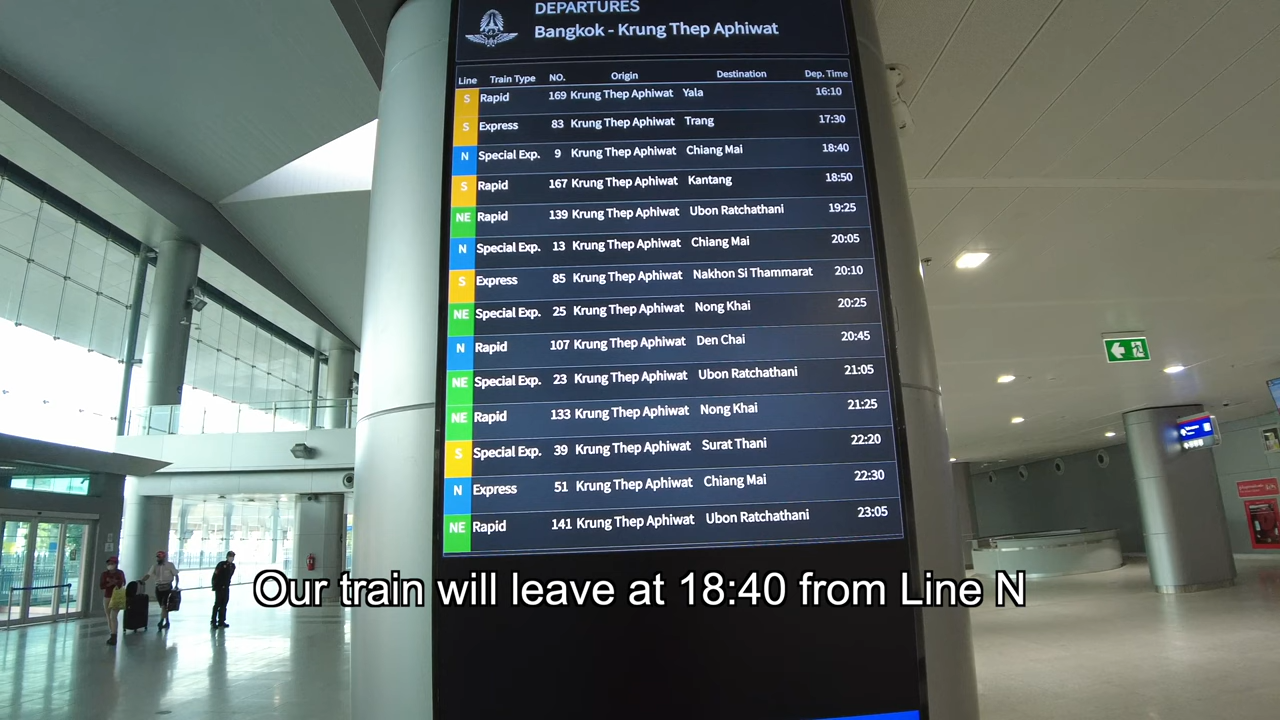 DEPARTURES
Bangkok - Krung Thep Aphiwat
Line Train Type NO. Origin Destination Dep. Time
S Rapid 169 Krung Thep Aphiwat Yala 16:10
S Express 83 Krung Thep Aphiwat Trang 17:30
N Special Exp. 9 Krung Thep Aphiwat Chiang Mai 18:40
S Rapid 167 Krung Thep Aphiwat Kantang 18:50
NE Rapid 139 Krung Thep Aphiwat Ubon Ratchathani 19:25
N Special Exp. 13 Krung Thep Aphiwat Chiang Mai 20:05
S Express 85 Krung Thep Aphiwat Nakhon Si Thammarat 20:10
NE Special Exp. 25 Krung Thep Aphiwat Nong Khai 20:25
N Rapid 107 Krung Thep Aphiwat Den Chai 20:45
NE Special Exp. 23 Krung Thep Aphiwat Ubon Ratchathani 21:05
NE Rapid 133 Krung Thep Aphiwat Nong Khai 21:25
S Special Exp. 39 Krung Thep Aphiwat Surat Thani 22:20
N Express 51 Krung Thep Aphiwat Chiang Mai 22:30
NE Rapid 141 Krung Thep Aphiwat Ubon Ratchathani 23:05
Our train will leave at 18:40 from Line N